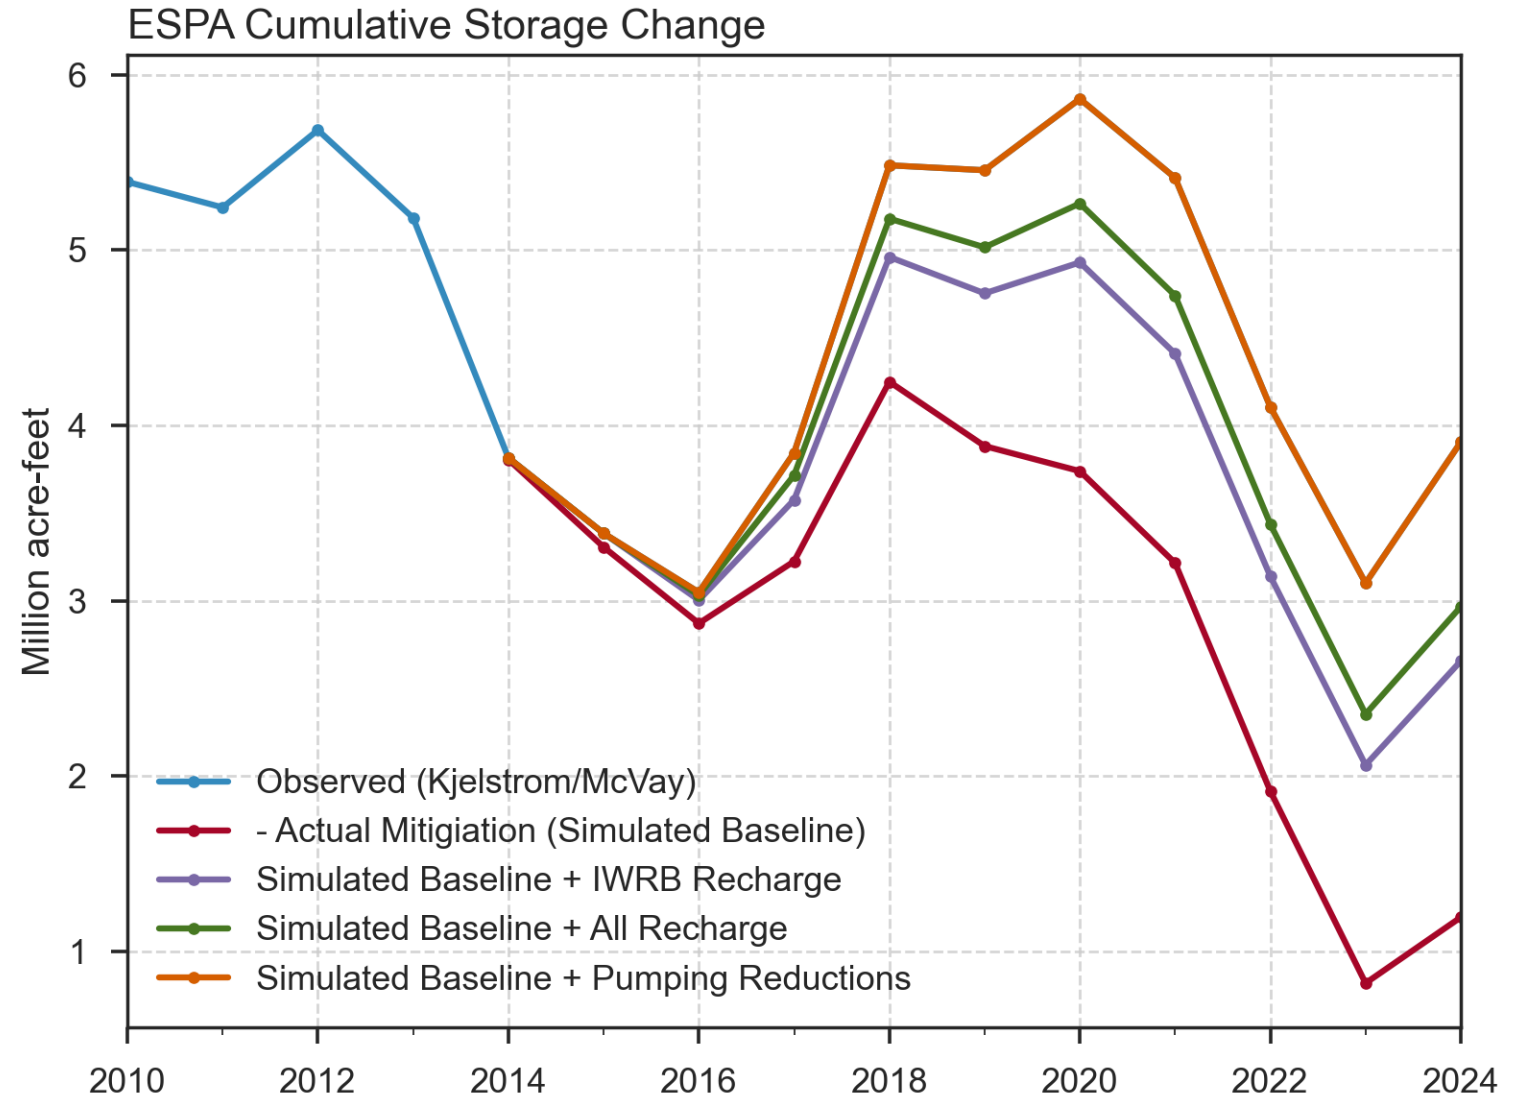 ESPA Cumulative Storage Change
Million acre-feet
6
5
4
3
2
1
Observed (Kjelstrom/McVay)
- Actual Mitigiation (Simulated Baseline)
Simulated Baseline + IWRB Recharge
Simulated Baseline + All Recharge
Simulated Baseline + Pumping Reductions
2010 2012 2014 2016 2018 2020 2022 2024